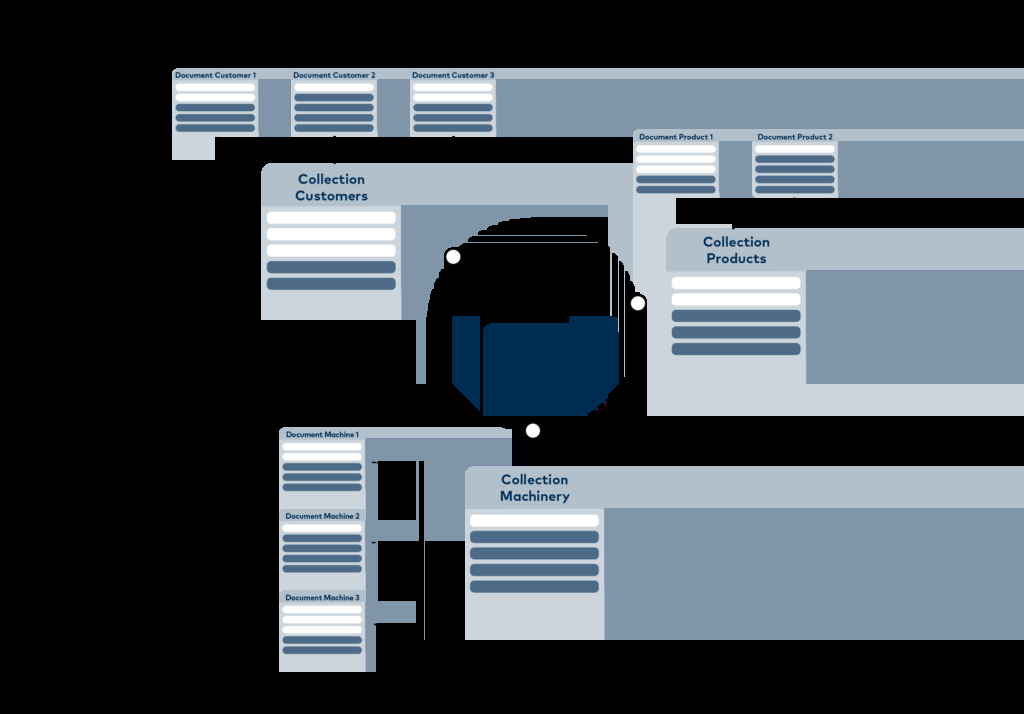 Document Customer 1
Document Customer 2
Document Customer 3
Document Product 1
Document Product 2
Collection
Customers
Collection
Products
Document Machine 1
Collection
Machinery
Document Machine 2
Document Machine 3